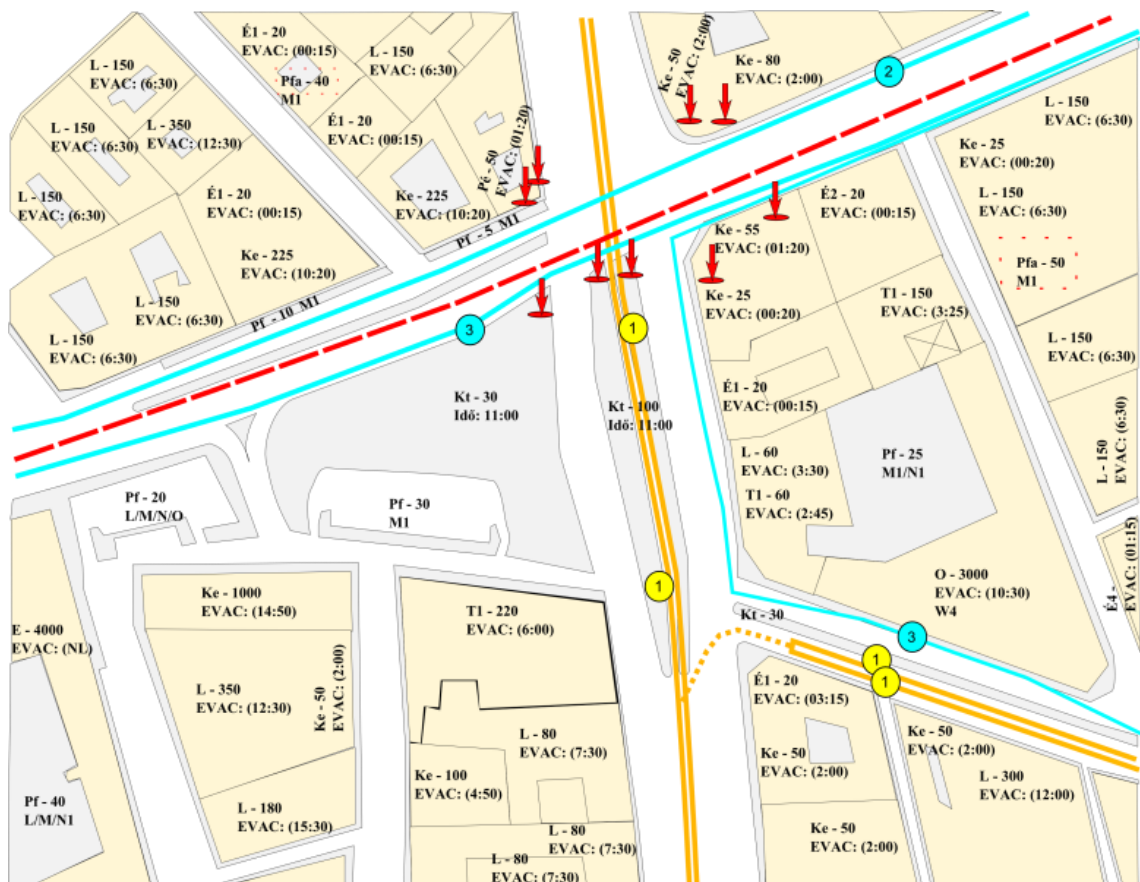 É1 - 20
EVAC: (00:15)
L - 150
EVAC: (6:30)
L - 150
EVAC: (6:30)
Pfa - 40
M1
Ke - 50
EVAC: (2:00)
Ke - 80
EVAC: (2:00)
2
L - 150
EVAC: (6:30)
L - 150
EVAC: (6:30)
L - 350
EVAC: (12:30)
É1 - 20
EVAC: (00:15)
Pé - 50
EVAC: (01:20)
Ke - 25
EVAC: (00:20)
L - 150
EVAC: (6:30)
É1 - 20
EVAC: (00:15)
Ke - 225
EVAC: (10:20)
É2 - 20
EVAC: (00:15)
L - 150
EVAC: (6:30)
Pf - 5 M1
Ke - 55
EVAC: (01:20)
Ke - 225
EVAC: (10:20)
Pfa - 50
M1
L - 150
EVAC: (6:30)
Pf - 10 M1
Ke - 25
EVAC: (00:20)
T1 - 150
EVAC: (3:25)
L - 150
EVAC: (6:30)
3
1
L - 150
EVAC: (6:30)
Kt - 30
Idő: 11:00
Kt - 100
Idő: 11:00
É1 - 20
EVAC: (00:15)
L - 150
EVAC: (6:30)
L - 60
EVAC: (3:30)
Pf - 25
M1/N1
Pf - 20
L/M/N/O
Pf - 30
M1
T1 - 60
EVAC: (2:45)
É4 -
EVAC: (01:15)
Ke - 1000
EVAC: (14:50)
1
O - 3000
EVAC: (10:30)
W4
T1 - 220
EVAC: (6:00)
Kt - 30
3
E - 4000
EVAC: (NL)
1
1
L - 350
EVAC: (12:30)
Ke - 50
EVAC: (2:00)
É1 - 20
EVAC: (03:15)
L - 80
EVAC: (7:30)
Ke - 50
EVAC: (2:00)
Ke - 50
EVAC: (2:00)
Ke - 100
EVAC: (4:50)
L - 300
EVAC: (12:00)
Pf - 40
L/M/N1
L - 180
EVAC: (15:30)
L - 80
EVAC: (7:30)
Ke - 50
EVAC: (2:00)
L - 80
EVAC: (7:30)